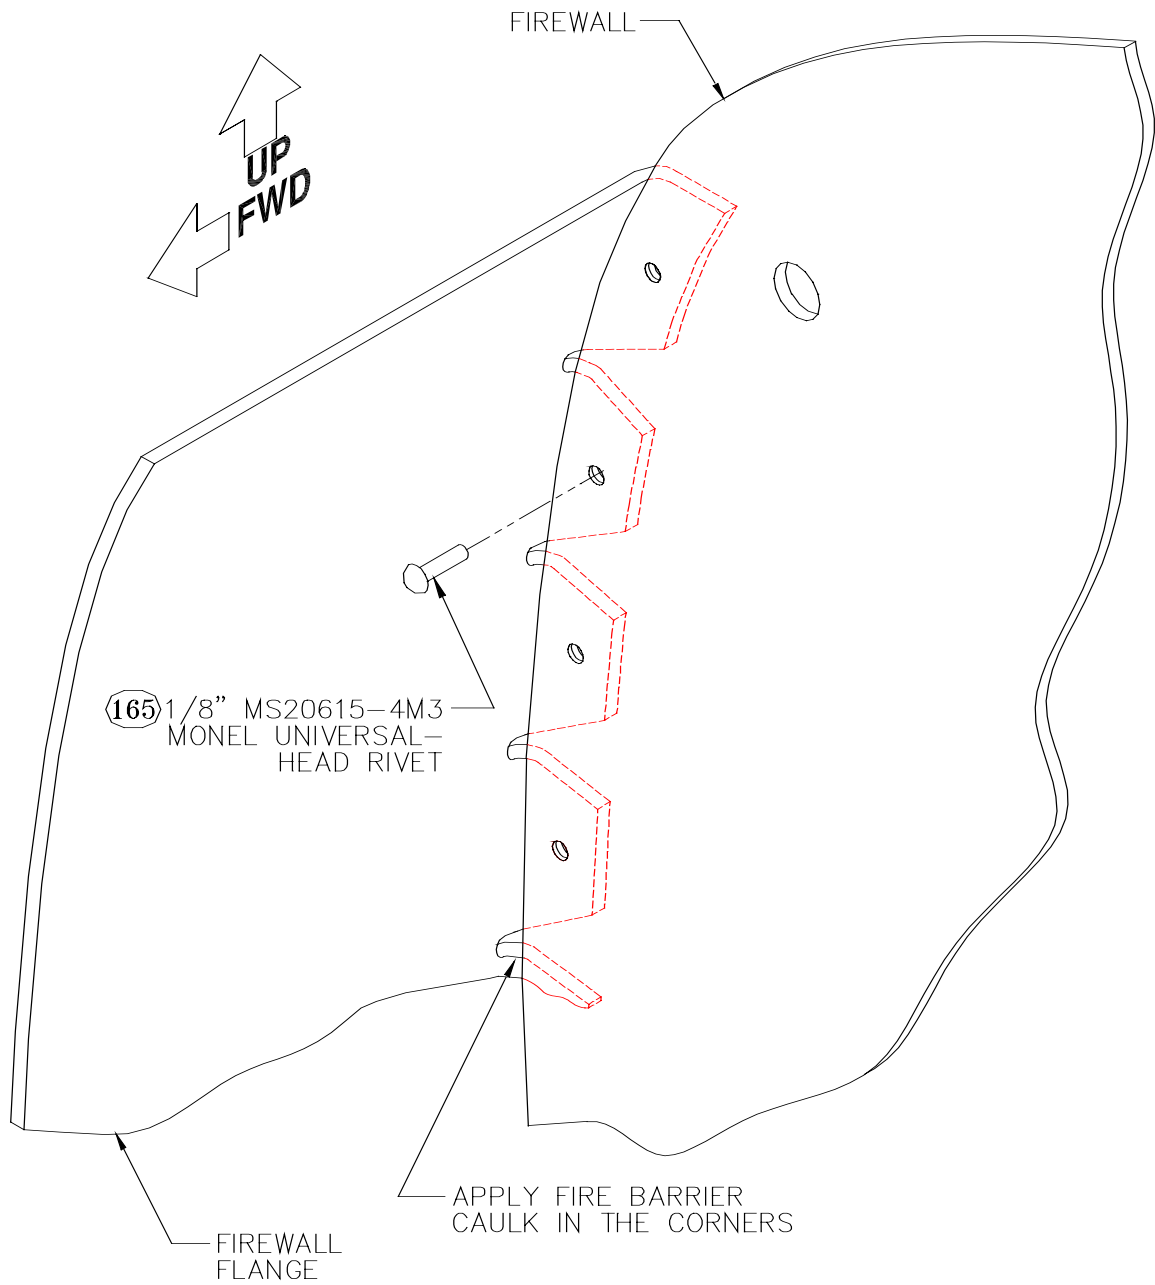 FIREWALL
UP
FWD
165 1/8” MS20615-4M3
MONEL UNIVERSAL-
HEAD RIVET
APPLY FIRE BARRIER
CAULK IN THE CORNERS
FIREWALL
FLANGE